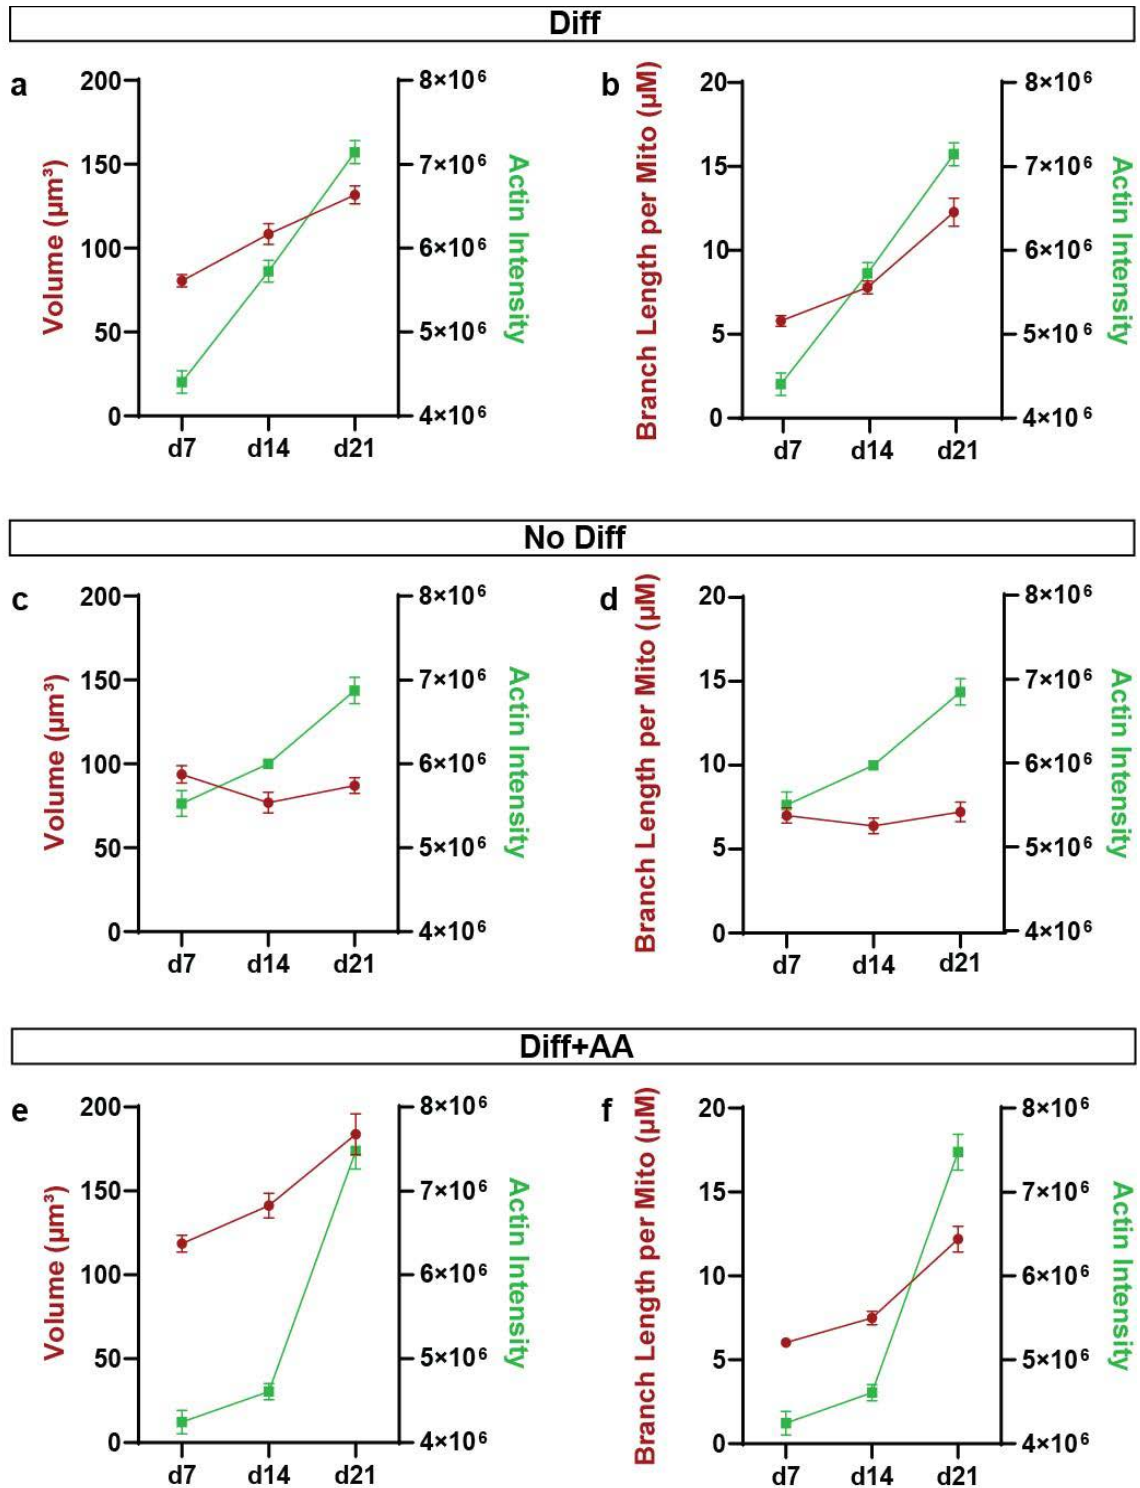 Diff
a
b
Volume (µm³)
200
150
100
50
0
8×10⁶
7×10⁶
6×10⁶
5×10⁶
4×10⁶
Actin Intensity
d7 d14 d21
Branch Length per Mito (µM)
20
15
10
5
0
8×10⁶
7×10⁶
6×10⁶
5×10⁶
4×10⁶
Actin Intensity
d7 d14 d21
No Diff
c
d
Volume (µm³)
200
150
100
50
0
8×10⁶
7×10⁶
6×10⁶
5×10⁶
4×10⁶
Actin Intensity
d7 d14 d21
Branch Length per Mito (µM)
20
15
10
5
0
8×10⁶
7×10⁶
6×10⁶
5×10⁶
4×10⁶
Actin Intensity
d7 d14 d21
Diff+AA
e
f
Volume (µm³)
200
150
100
50
0
8×10⁶
7×10⁶
6×10⁶
5×10⁶
4×10⁶
Actin Intensity
d7 d14 d21
Branch Length per Mito (µM)
20
15
10
5
0
8×10⁶
7×10⁶
6×10⁶
5×10⁶
4×10⁶
Actin Intensity
d7 d14 d21